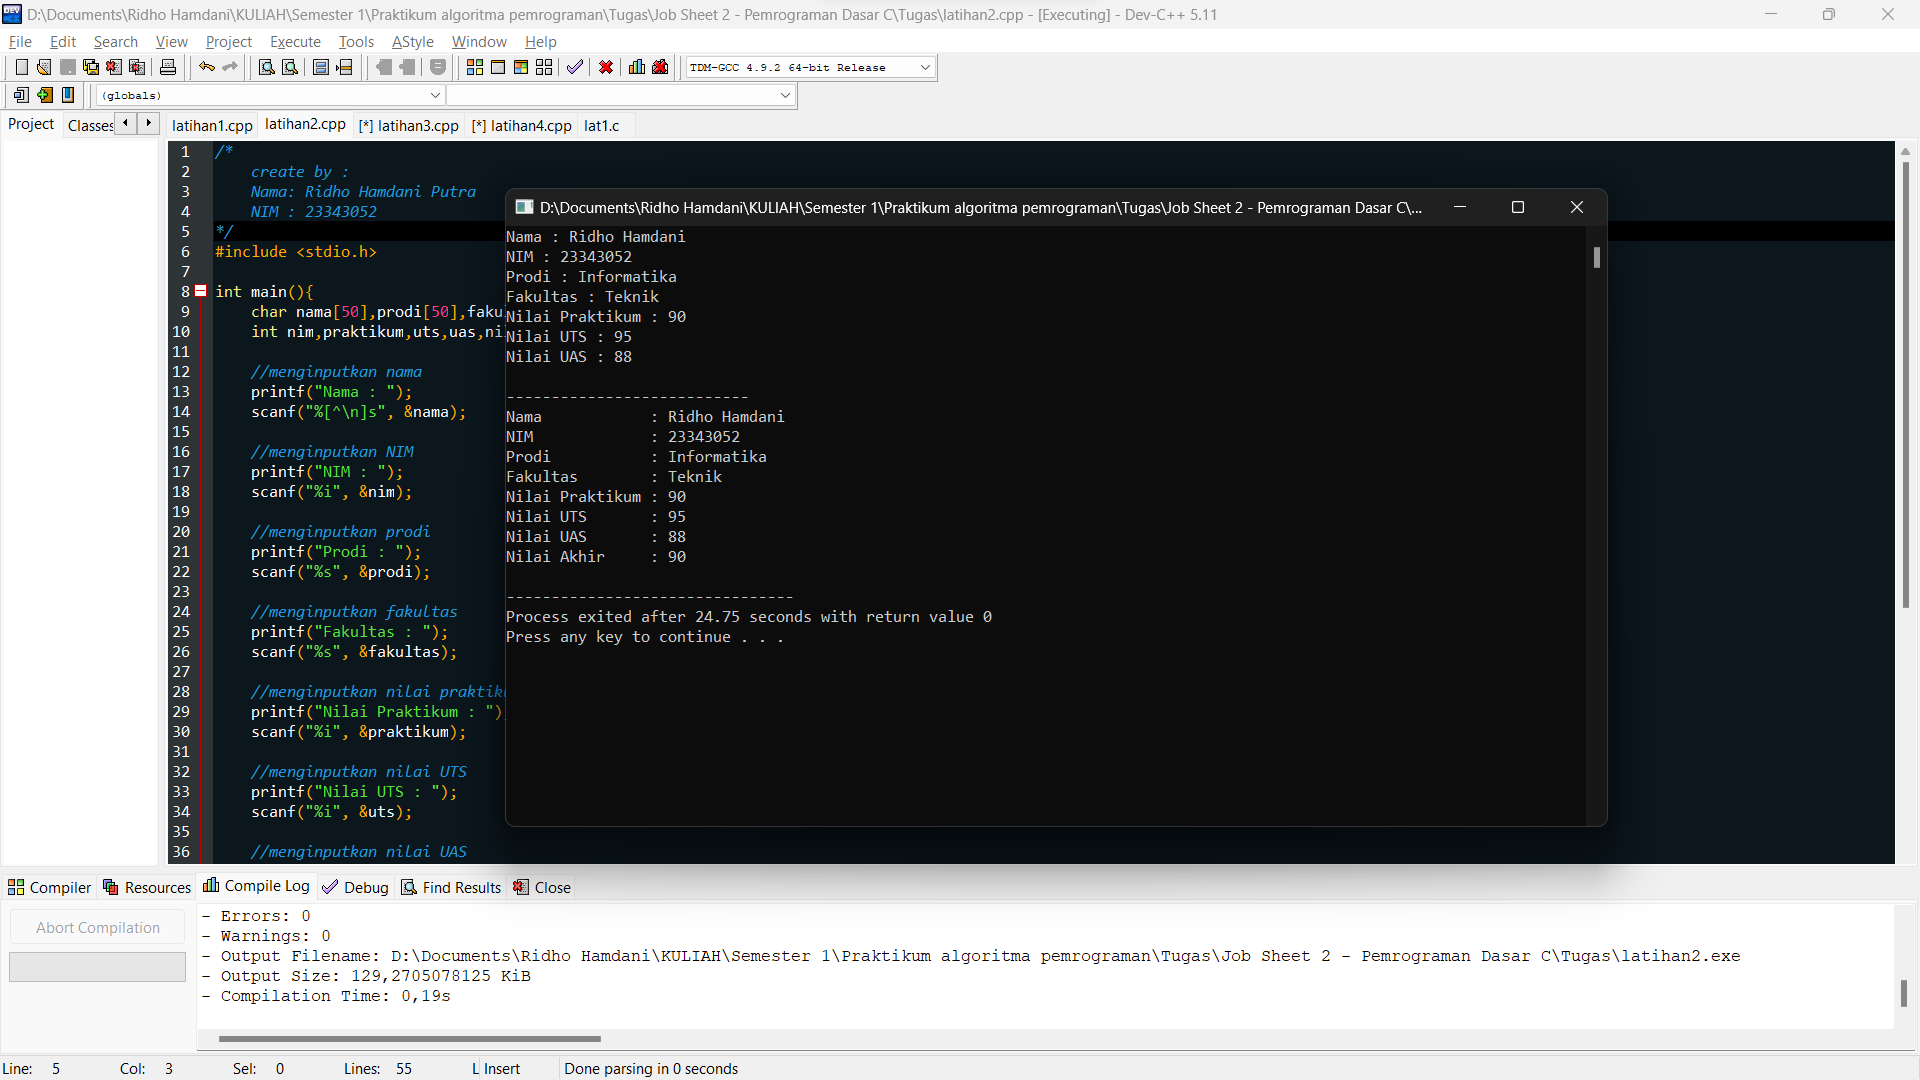 D:\Documents\Ridho Hamdani\KULIAH\Semester 1\Praktikum algoritma pemrograman\Tugas\Job Sheet 2 - Pemrograman Dasar C\Tugas\latihan2.cpp - [Executing] - Dev-C++ 5.11
File Edit Search View Project Execute Tools AStyle Window Help
TDM-GCC 4.9.2 64-bit Release
(globals)
Project Classes latihan1.cpp latihan2.cpp [*] latihan3.cpp [*] latihan4.cpp lat1.c
1 /*
2 create by :
3 Nama: Ridho Hamdani Putra
4 NIM : 23343052
5 */
6 #include <stdio.h>
7
8 int main(){
9 char nama[50],prodi[50],faku
10 int nim,praktikum,uts,uas,ni
11
12 //menginputkan nama
13 printf("Nama : ");
14 scanf("%[^\n]s", &nama);
15
16 //menginputkan NIM
17 printf("NIM : ");
18 scanf("%i", &nim);
19
20 //menginputkan prodi
21 printf("Prodi : ");
22 scanf("%s", &prodi);
23
24 //menginputkan fakultas
25 printf("Fakultas : ");
26 scanf("%s", &fakultas);
27
28 //menginputkan nilai praktik
29 printf("Nilai Praktikum : ")
30 scanf("%i", &praktikum);
31
32 //menginputkan nilai UTS
33 printf("Nilai UTS : ");
34 scanf("%i", &uts);
35
36 //menginputkan nilai UAS
D:\Documents\Ridho Hamdani\KULIAH\Semester 1\Praktikum algoritma pemrograman\Tugas\Job Sheet 2 - Pemrograman Dasar C\...
Nama : Ridho Hamdani
NIM : 23343052
Prodi : Informatika
Fakultas : Teknik
Nilai Praktikum : 90
Nilai UTS : 95
Nilai UAS : 88
---------------------------
Nama : Ridho Hamdani
NIM : 23343052
Prodi : Informatika
Fakultas : Teknik
Nilai Praktikum : 90
Nilai UTS : 95
Nilai UAS : 88
Nilai Akhir : 90
--------------------------------
Process exited after 24.75 seconds with return value 0
Press any key to continue . . .
Compiler Resources Compile Log Debug Find Results Close
Abort Compilation
- Errors: 0
- Warnings: 0
- Output Filename: D:\Documents\Ridho Hamdani\KULIAH\Semester 1\Praktikum algoritma pemrograman\Tugas\Job Sheet 2 - Pemrograman Dasar C\Tugas\latihan2.exe
- Output Size: 129,2705078125 KiB
- Compilation Time: 0,19s
Line: 5 Col: 3 Sel: 0 Lines: 55 L Insert Done parsing in 0 seconds